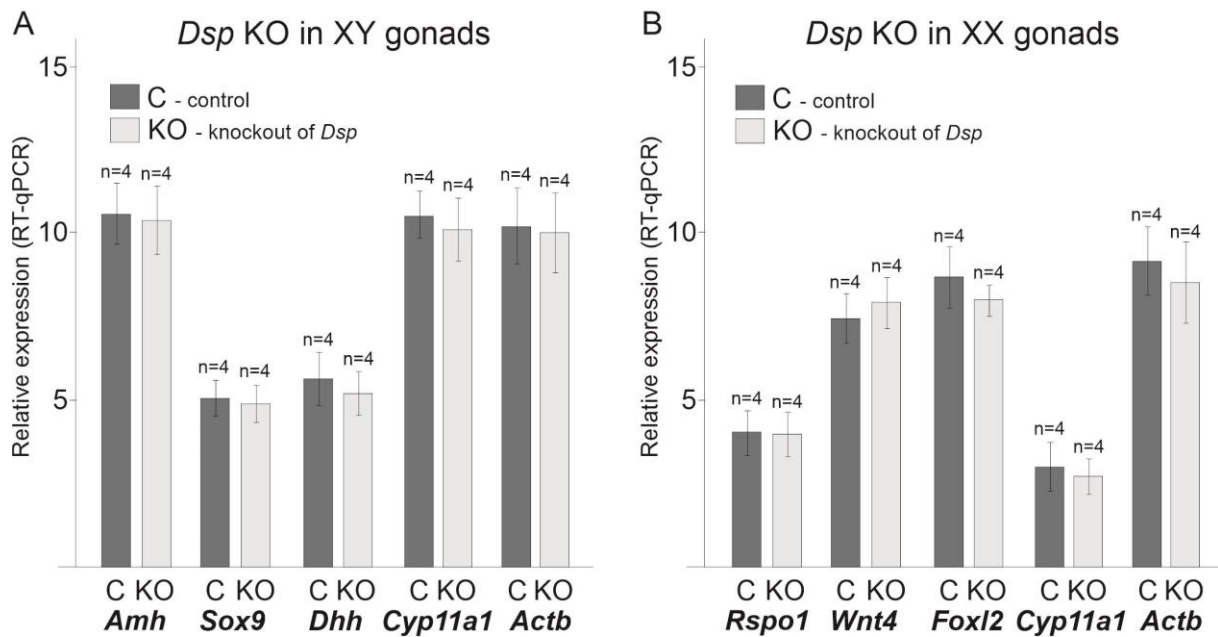 A
Dsp KO in XY gonads
Relative expression (RT-qPCR)
15
10
5
C - control
KO - knockout of Dsp
n=4
n=4
n=4
n=4
n=4
n=4
n=4
n=4
n=4
n=4
C KO C KO C KO C KO C KO
Amh Sox9 Dhh Cyp11a1 Actb
B
Dsp KO in XX gonads
Relative expression (RT-qPCR)
15
10
5
C - control
KO - knockout of Dsp
n=4
n=4
n=4
n=4
n=4
n=4
n=4
n=4
n=4
n=4
C KO C KO C KO C KO C KO
Rspo1 Wnt4 Foxl2 Cyp11a1 Actb